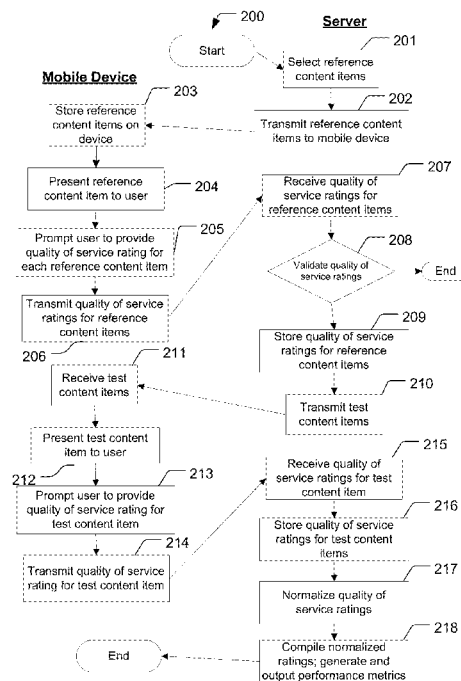 200
Server
Start
201
Select reference
content items
Mobile Device
203
202
Store reference
content items on
device
Transmit reference content
items to mobile device
Present reference
content item to user
204
207
Receive quality of
service ratings for
reference content items
205
Prompt user to provide
quality of service rating for
each reference content item
208
Validate quality of
service ratings
End
Transmit quality of service
ratings for reference
content items
206
209
Store quality of service
ratings for reference
content items
211
Receive test
content items
210
Transmit test
content items
Present test content
item to user
212
213
215
Receive quality of
service ratings for test
content item
Prompt user to provide
quality of service rating for
test content item
216
Store quality of service
ratings for test content
items
214
Transmit quality of service
rating for test content item
217
Normalize quality of
service ratings
218
Compile normalized
ratings; generate and
output performance metrics
End